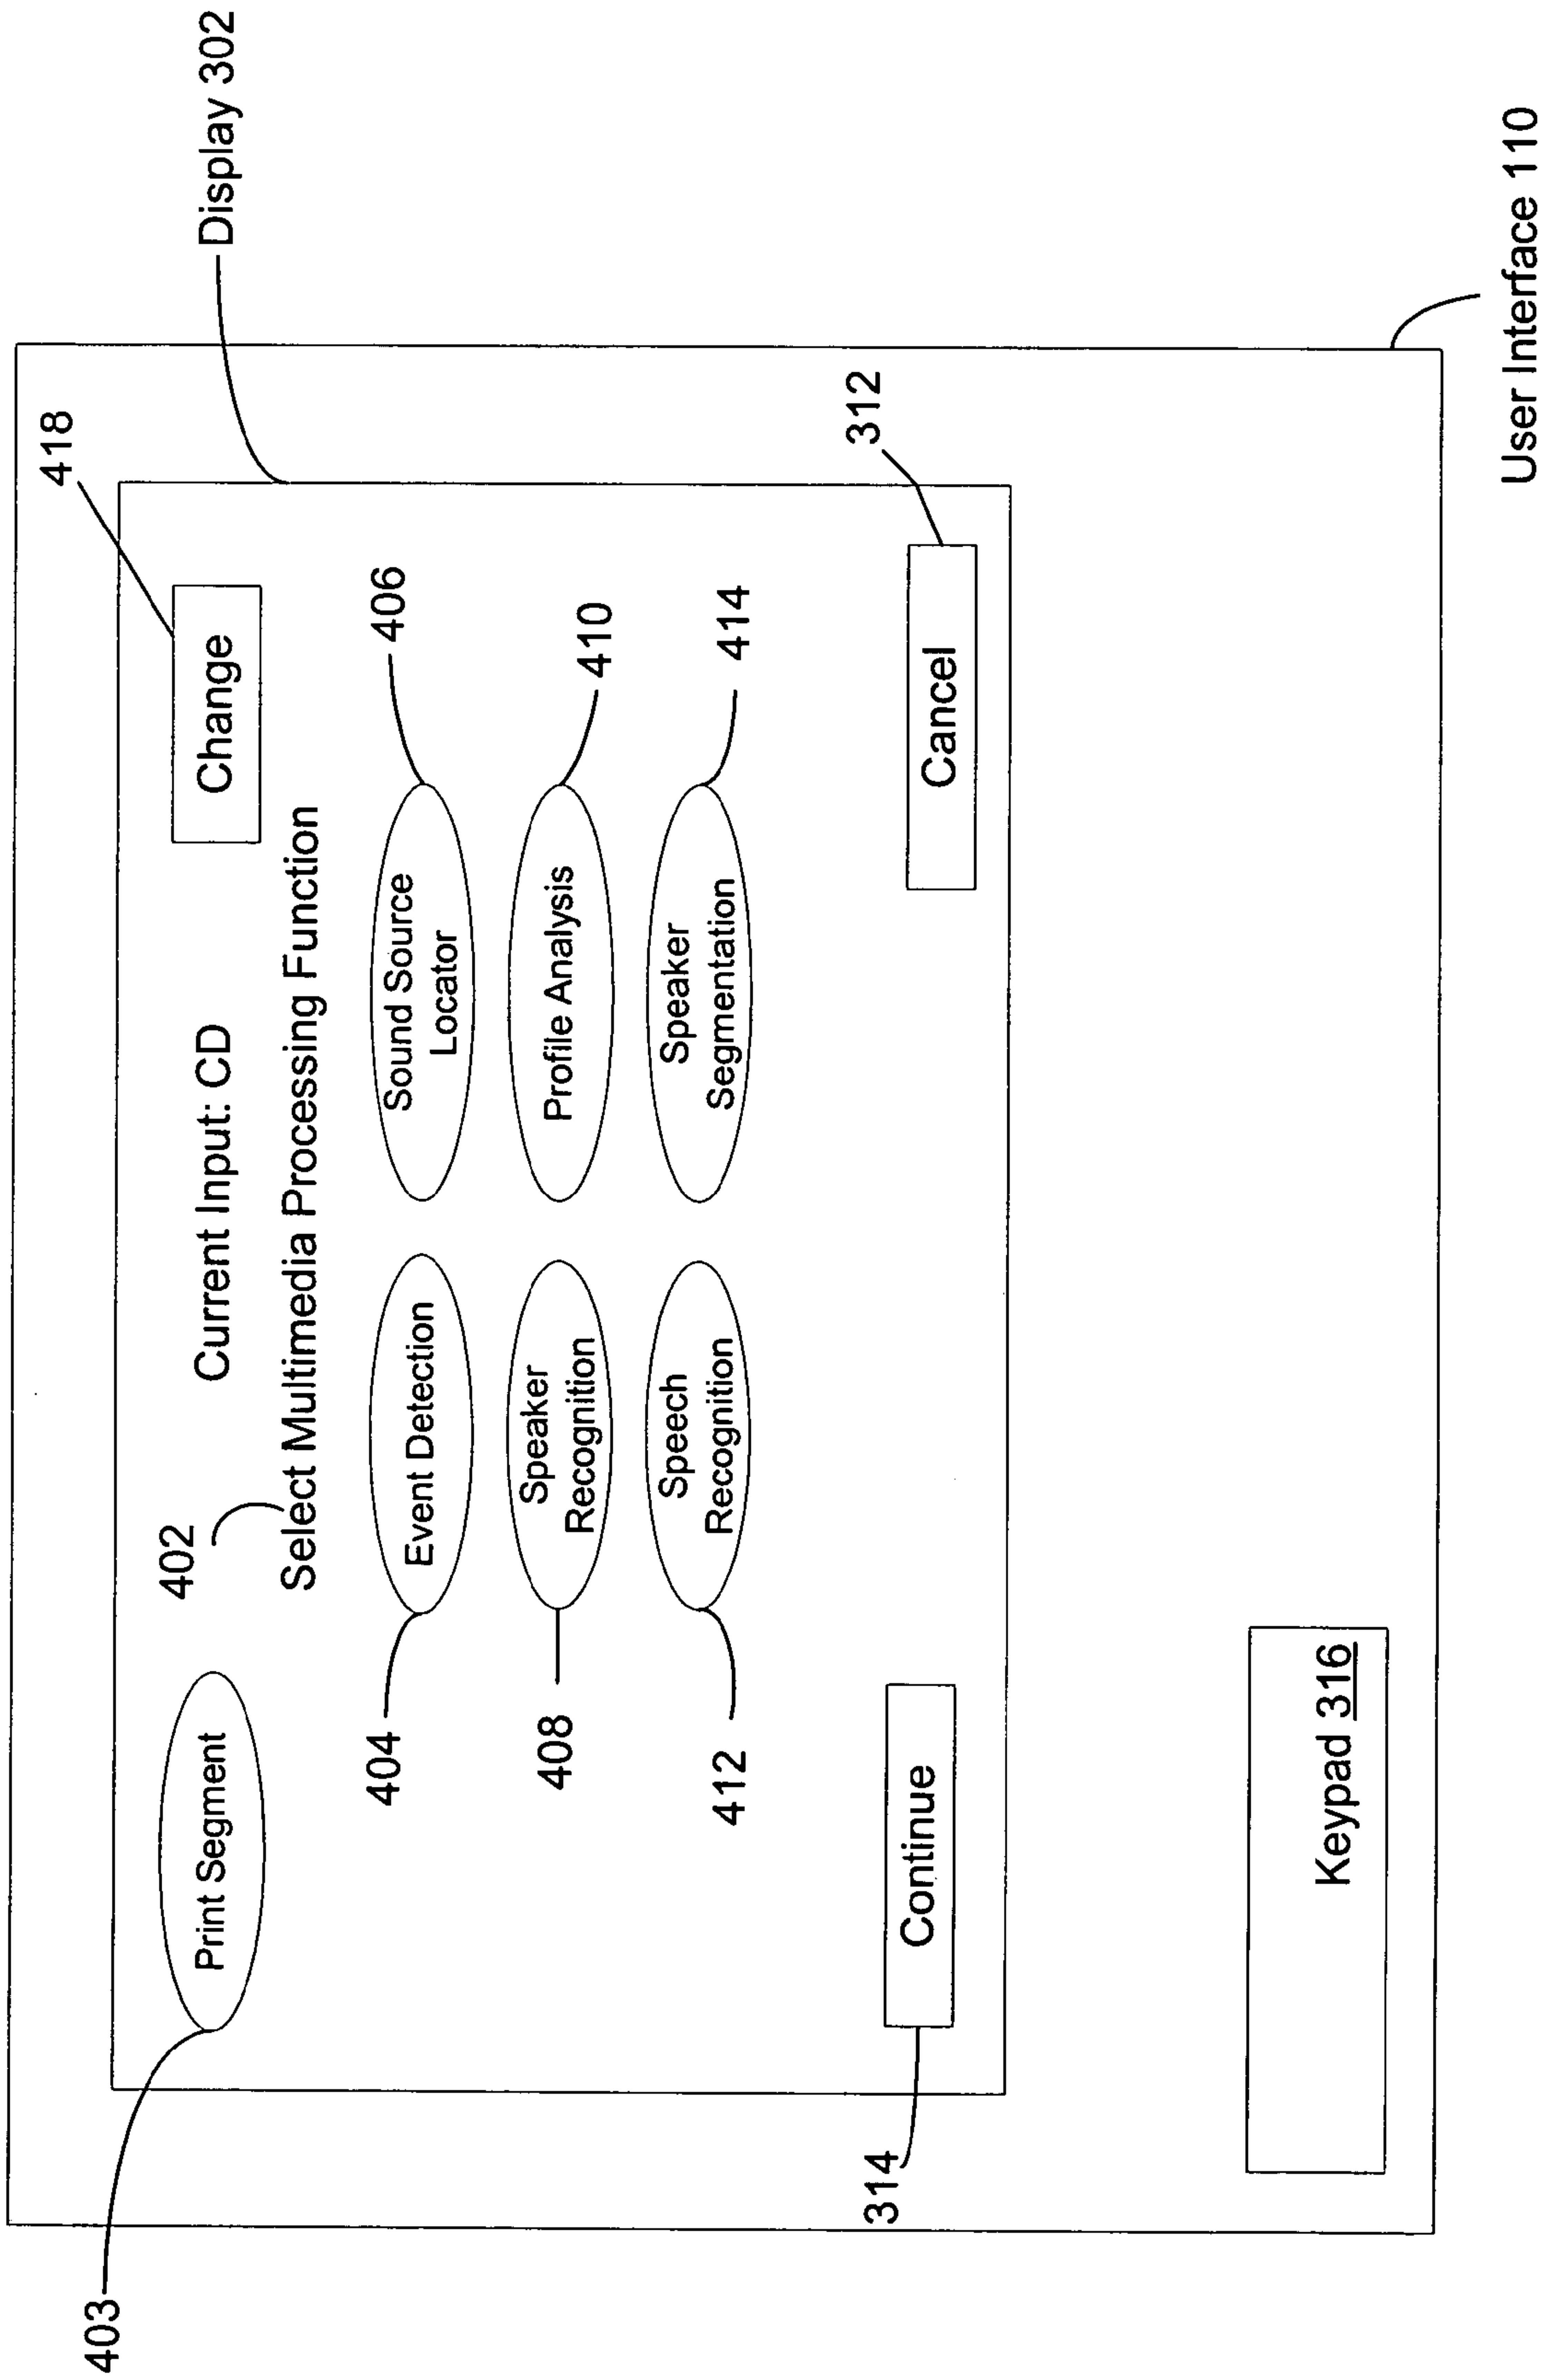 Display 302
418
403
Print Segment
402
Current Input: CD
Change
Select Multimedia Processing Function
404
Event Detection
Sound Source
Locator
406
408
Speaker
Recognition
Profile Analysis
410
412
Speech
Recognition
Speaker
Segmentation
414
314
Continue
Cancel
312
Keypad 316
User Interface 110